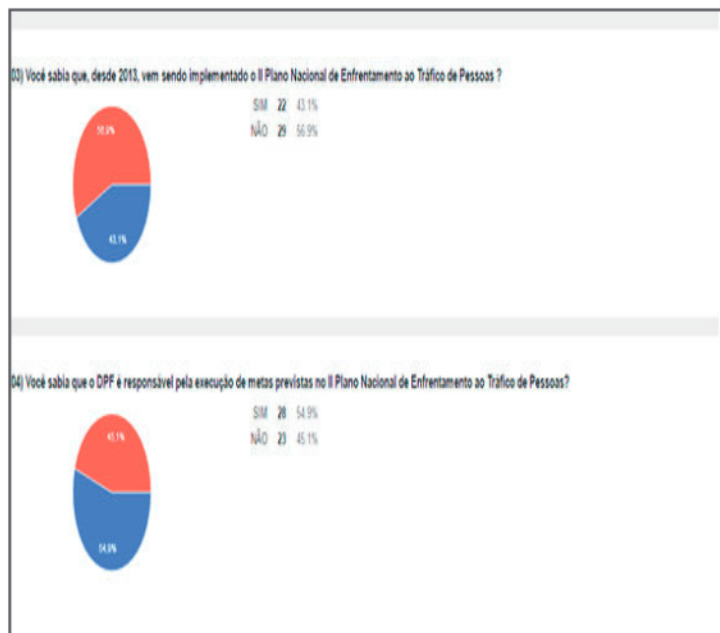 03) Você sabia que, desde 2013, vem sendo implementado o II Plano Nacional de Enfrentamento ao Tráfico de Pessoas ?
SIM 22 43.1%
NÃO 29 56.9%
56,9%
43,1%
04) Você sabia que o DPF é responsável pela execução de metas previstas no II Plano Nacional de Enfrentamento ao Tráfico de Pessoas?
SIM 28 54.9%
NÃO 23 45.1%
45,1%
54,9%